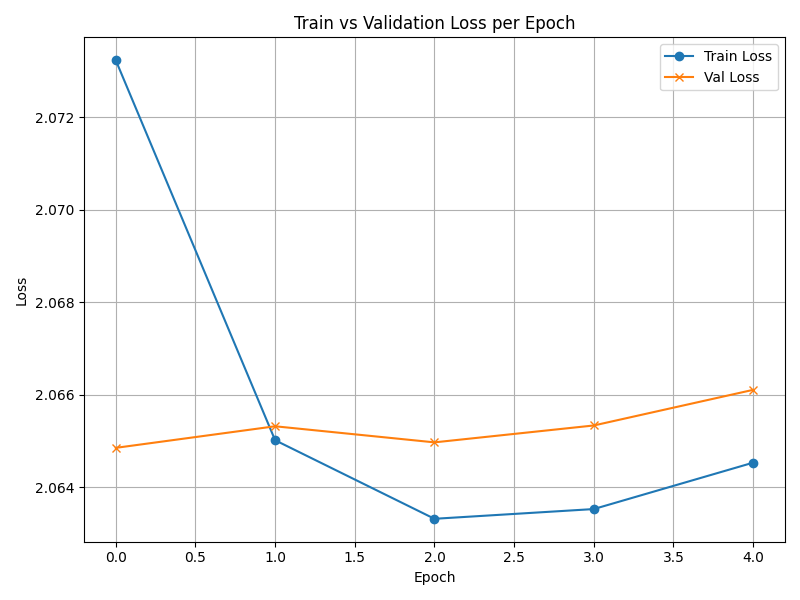 Train vs Validation Loss per Epoch
Train Loss
Val Loss
2.072
2.070
2.068
2.066
2.064
Loss
0.0 0.5 1.0 1.5 2.0 2.5 3.0 3.5 4.0
Epoch